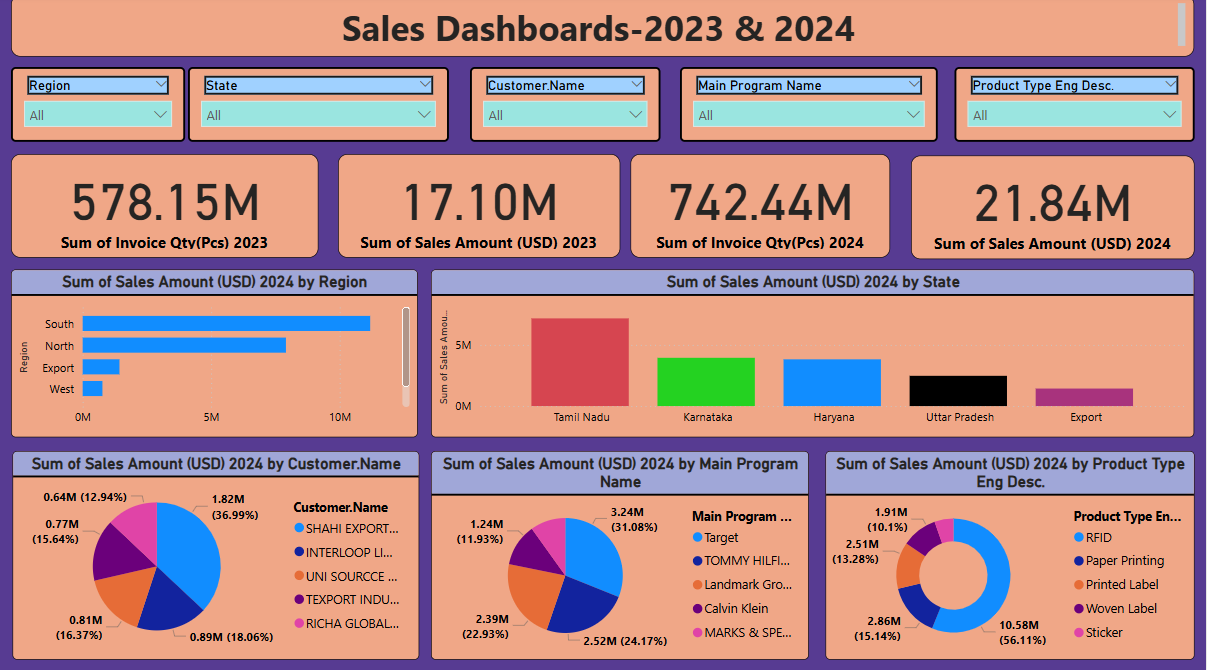 Sales Dashboards-2023 & 2024
Region
State
Customer.Name
Main Program Name
Product Type Eng Desc.
All
All
All
All
All
578.15M
Sum of Invoice Qty(Pcs) 2023
17.10M
Sum of Sales Amount (USD) 2023
742.44M
Sum of Invoice Qty(Pcs) 2024
21.84M
Sum of Sales Amount (USD) 2024
Sum of Sales Amount (USD) 2024 by Region
Region
South
North
Export
West
0M
5M
10M
Sum of Sales Amount (USD) 2024 by State
Sum of Sales Amou...
5M
0M
Tamil Nadu
Karnataka
Haryana
Uttar Pradesh
Export
Sum of Sales Amount (USD) 2024 by Customer.Name
0.64M (12.94%)
1.82M
(36.99%)
0.77M
(15.64%)
0.81M
(16.37%)
0.89M (18.06%)
Customer.Name
SHAHI EXPORT...
INTERLOOP LI...
UNI SOURCCE ...
TEXPORT INDU...
RICHA GLOBAL...
Sum of Sales Amount (USD) 2024 by Main Program
Name
1.24M
(11.93%)
3.24M
(31.08%)
2.39M
(22.93%)
2.52M (24.17%)
Main Program ...
Target
TOMMY HILFI...
Landmark Gro...
Calvin Klein
MARKS & SPE...
Sum of Sales Amount (USD) 2024 by Product Type
Eng Desc.
1.91M
(10.1%)
2.51M
(13.28%)
2.86M
(15.14%)
10.58M
(56.11%)
Product Type En...
RFID
Paper Printing
Printed Label
Woven Label
Sticker